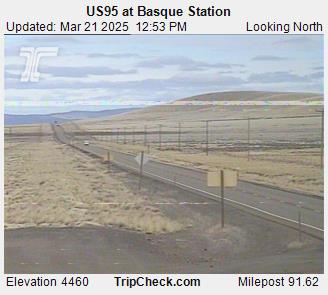 US95 at Basque Station
Updated: Mar 21 2025 12:53 PM Looking North
Elevation 4460 TripCheck.com Milepost 91.62